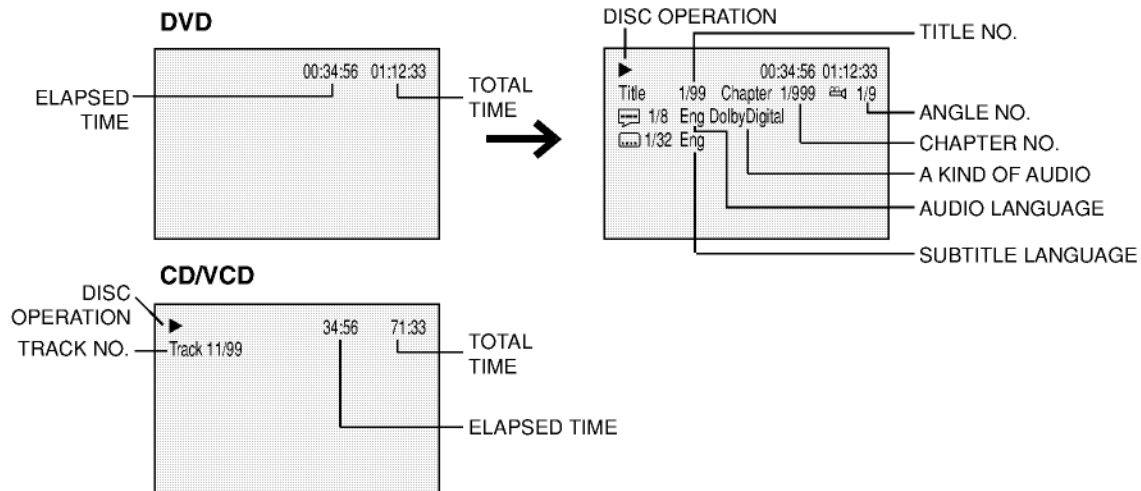 DVD
00:34:56 01:12:33
ELAPSED
TIME
TOTAL
TIME
DISC OPERATION
00:34:56 01:12:33
Title 1/99 Chapter 1/999 1/9
1/8 Eng DolbyDigital
1/32 Eng
TITLE NO.
ANGLE NO.
CHAPTER NO.
A KIND OF AUDIO
AUDIO LANGUAGE
SUBTITLE LANGUAGE
CD/VCD
DISC
OPERATION
TRACK NO.
34:56 71:33
Track 11/99
TOTAL
TIME
ELAPSED TIME